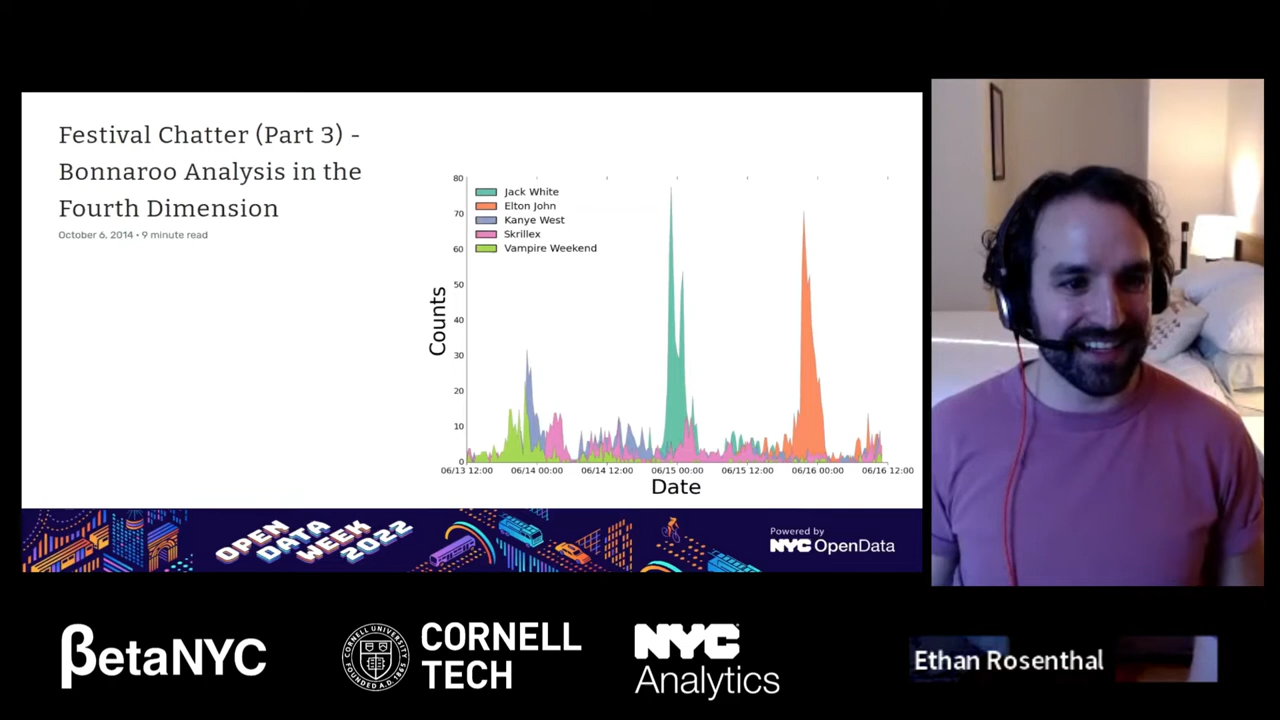 Festival Chatter (Part 3) -
Bonnaroo Analysis in the
Fourth Dimension
October 6, 2014 • 9 minute read
80
70
60
50
40
30
20
10
0
Counts
Jack White
Elton John
Kanye West
Skrillex
Vampire Weekend
06/13 12:00 06/14 00:00 06/14 12:00 06/15 00:00 06/15 12:00 06/16 00:00 06/16 12:00
Date
OPEN
DATA
WEEK
2022
Powered by
NYC OpenData
βetaNYC
CORNELL UNIVERSITY
FOUNDED A.D. 1865
CORNELL
TECH
NYC
Analytics
Ethan Rosenthal